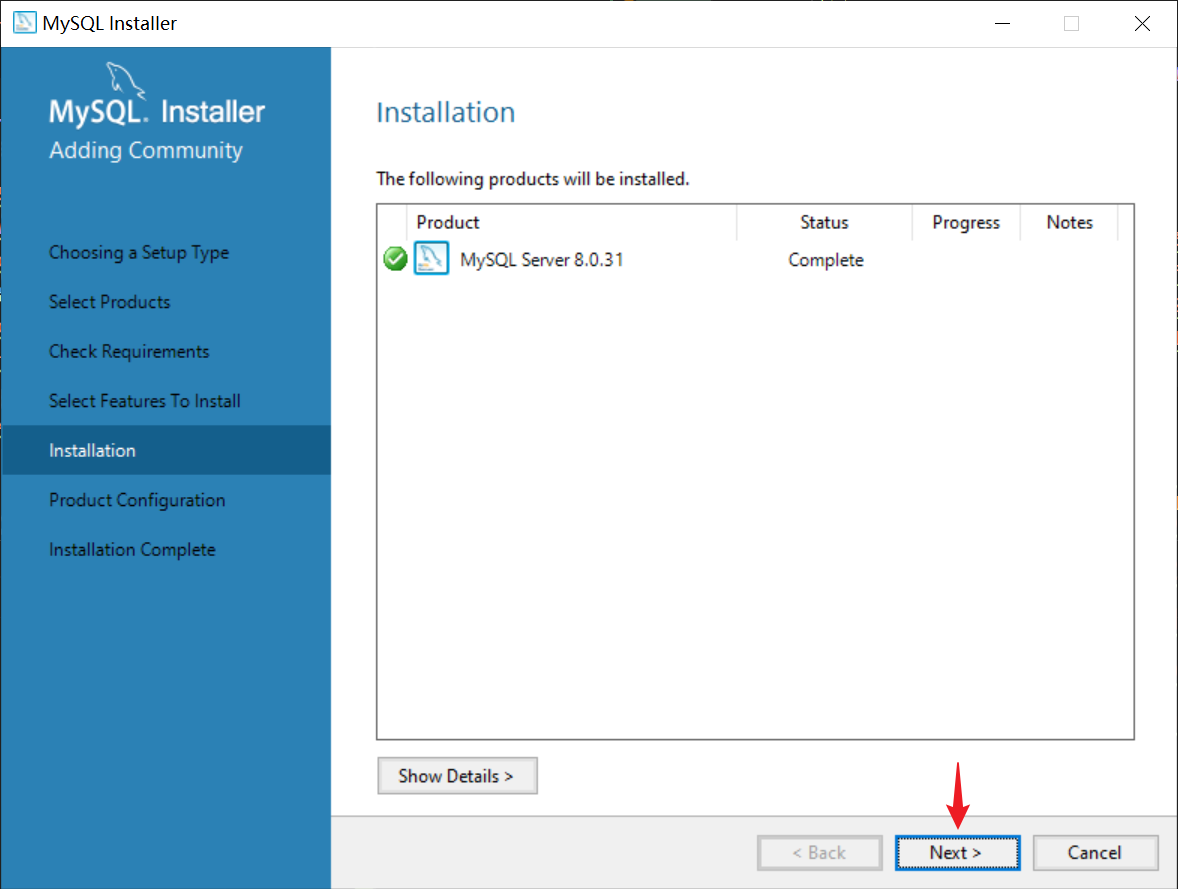 MySQL Installer
MySQL. Installer
Adding Community
Choosing a Setup Type
Select Products
Check Requirements
Select Features To Install
Installation
Product Configuration
Installation Complete
Installation
The following products will be installed.
Product Status Progress Notes
MySQL Server 8.0.31 Complete
Show Details >
< Back Next > Cancel